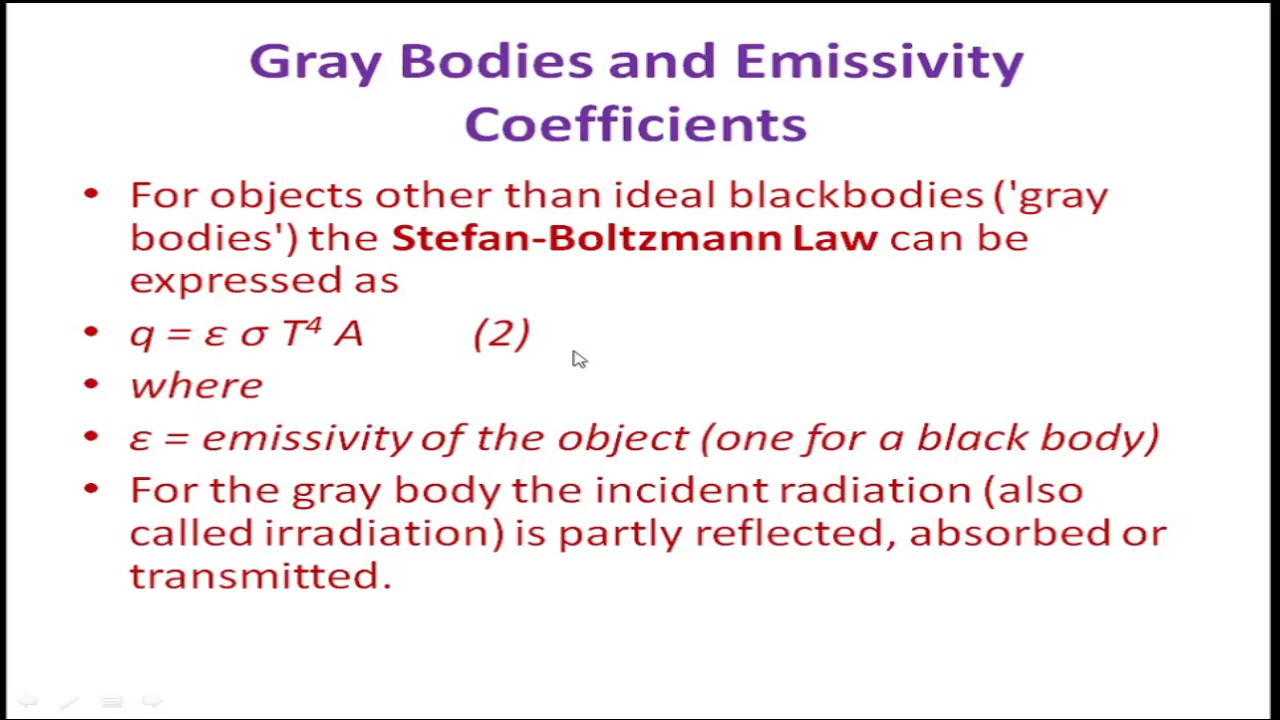 Gray Bodies and Emissivity
Coefficients
• For objects other than ideal blackbodies ('gray
bodies') the Stefan-Boltzmann Law can be
expressed as
• q = ε σ T⁴ A (2)
• where
• ε = emissivity of the object (one for a black body)
• For the gray body the incident radiation (also
called irradiation) is partly reflected, absorbed or
transmitted.